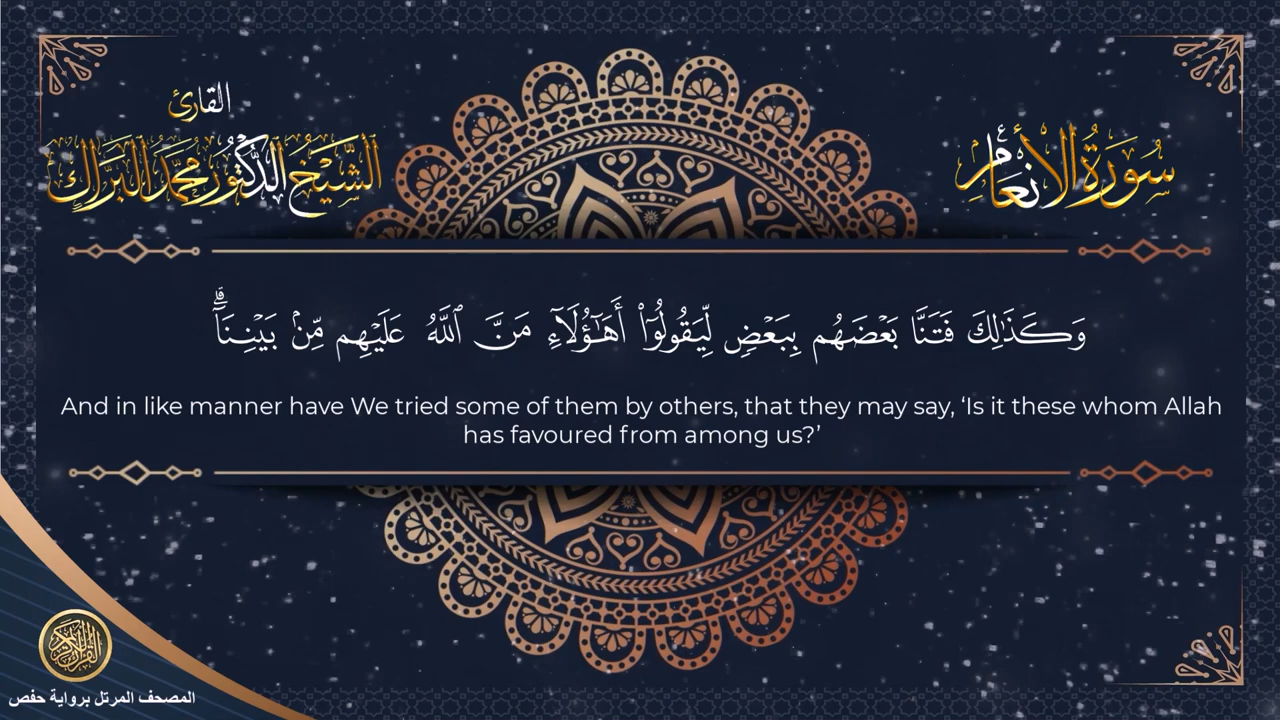 القارئ
الشيخ الدكتور محمد البراك
سورة الأنعام
وَكَذَٰلِكَ فَتَنَّا بَعْضَهُم بِبَعْضٍ لِّيَقُولُوٓا۟ أَهَـٰٓؤُلَآءِ مَنَّ ٱللَّهُ عَلَيْهِم مِّنۢ بَيْنِنَآ ۗ
And in like manner have We tried some of them by others, that they may say, ‘Is it these whom Allah
has favoured from among us?’
القرآن الكريم
المصحف المرتل برواية حفص